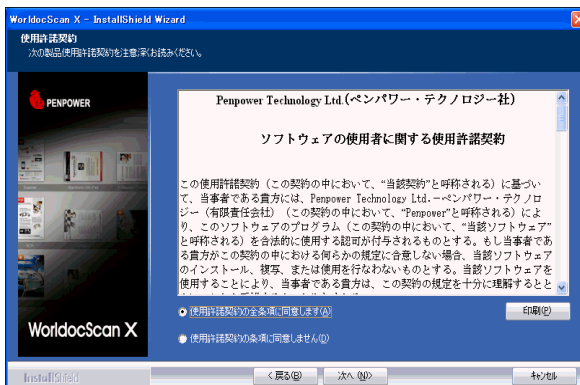 WorldocScan X - InstallShield Wizard
使用許諾契約
次の製品使用許諾契約を注意深くお読みください。
PENPOWER
Penpower Technology Ltd.(ペンパワー・テクノロジー社)
ソフトウェアの使用者に関する使用許諾契約
この使用許諾契約(この契約の中において、“当該契約”と呼称される)に基づい
て、当事者である貴方には、Penpower Technology Ltd.－ペンパワー・テクノロ
ジー(有限責任会社)(この契約の中において、“Penpower”と呼称される)によ
り、このソフトウェアのプログラム(この契約の中において、“当該ソフトウェア”
と呼称される)を合法的に使用する認可が付与されるものとする。もし当事者であ
る貴方がこの契約の中における何らかの規定に合意しない場合、当該ソフトウェア
のインストール、複写、または使用を行なわないものとする。当該ソフトウェアを
使用することにより、当事者である貴方は、この契約の規定を十分に理解するとと
使用許諾契約の全条項に同意します(A)
印刷(P)
使用許諾契約の条項に同意しません(D)
WorldocScan X
InstallShield
< 戻る(B)
次へ (N)>
キャンセル